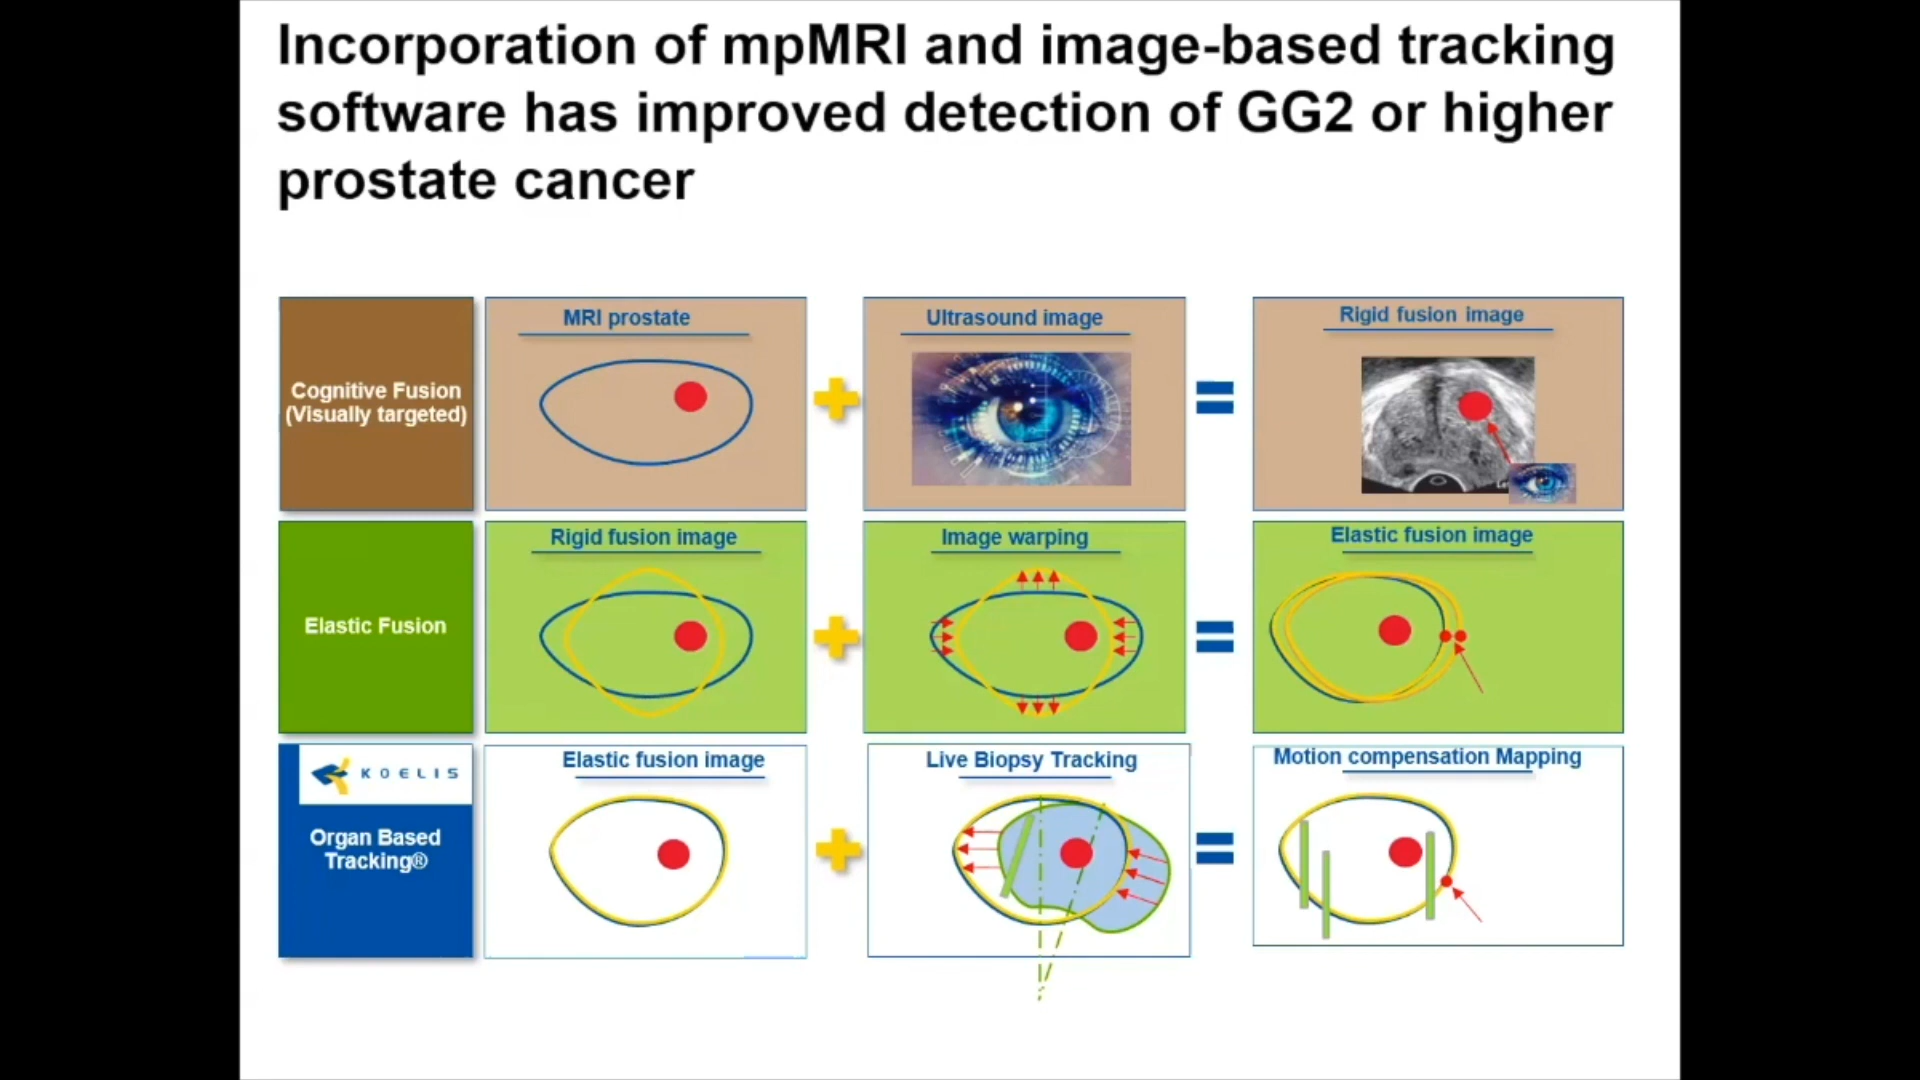 Incorporation of mpMRI and image-based tracking
software has improved detection of GG2 or higher
prostate cancer
Cognitive Fusion
(Visually targeted)
MRI prostate
Ultrasound image
Rigid fusion image
Elastic Fusion
Rigid fusion image
Image warping
Elastic fusion image
KOELIS
Organ Based
Tracking®
Elastic fusion image
Live Biopsy Tracking
Motion compensation Mapping